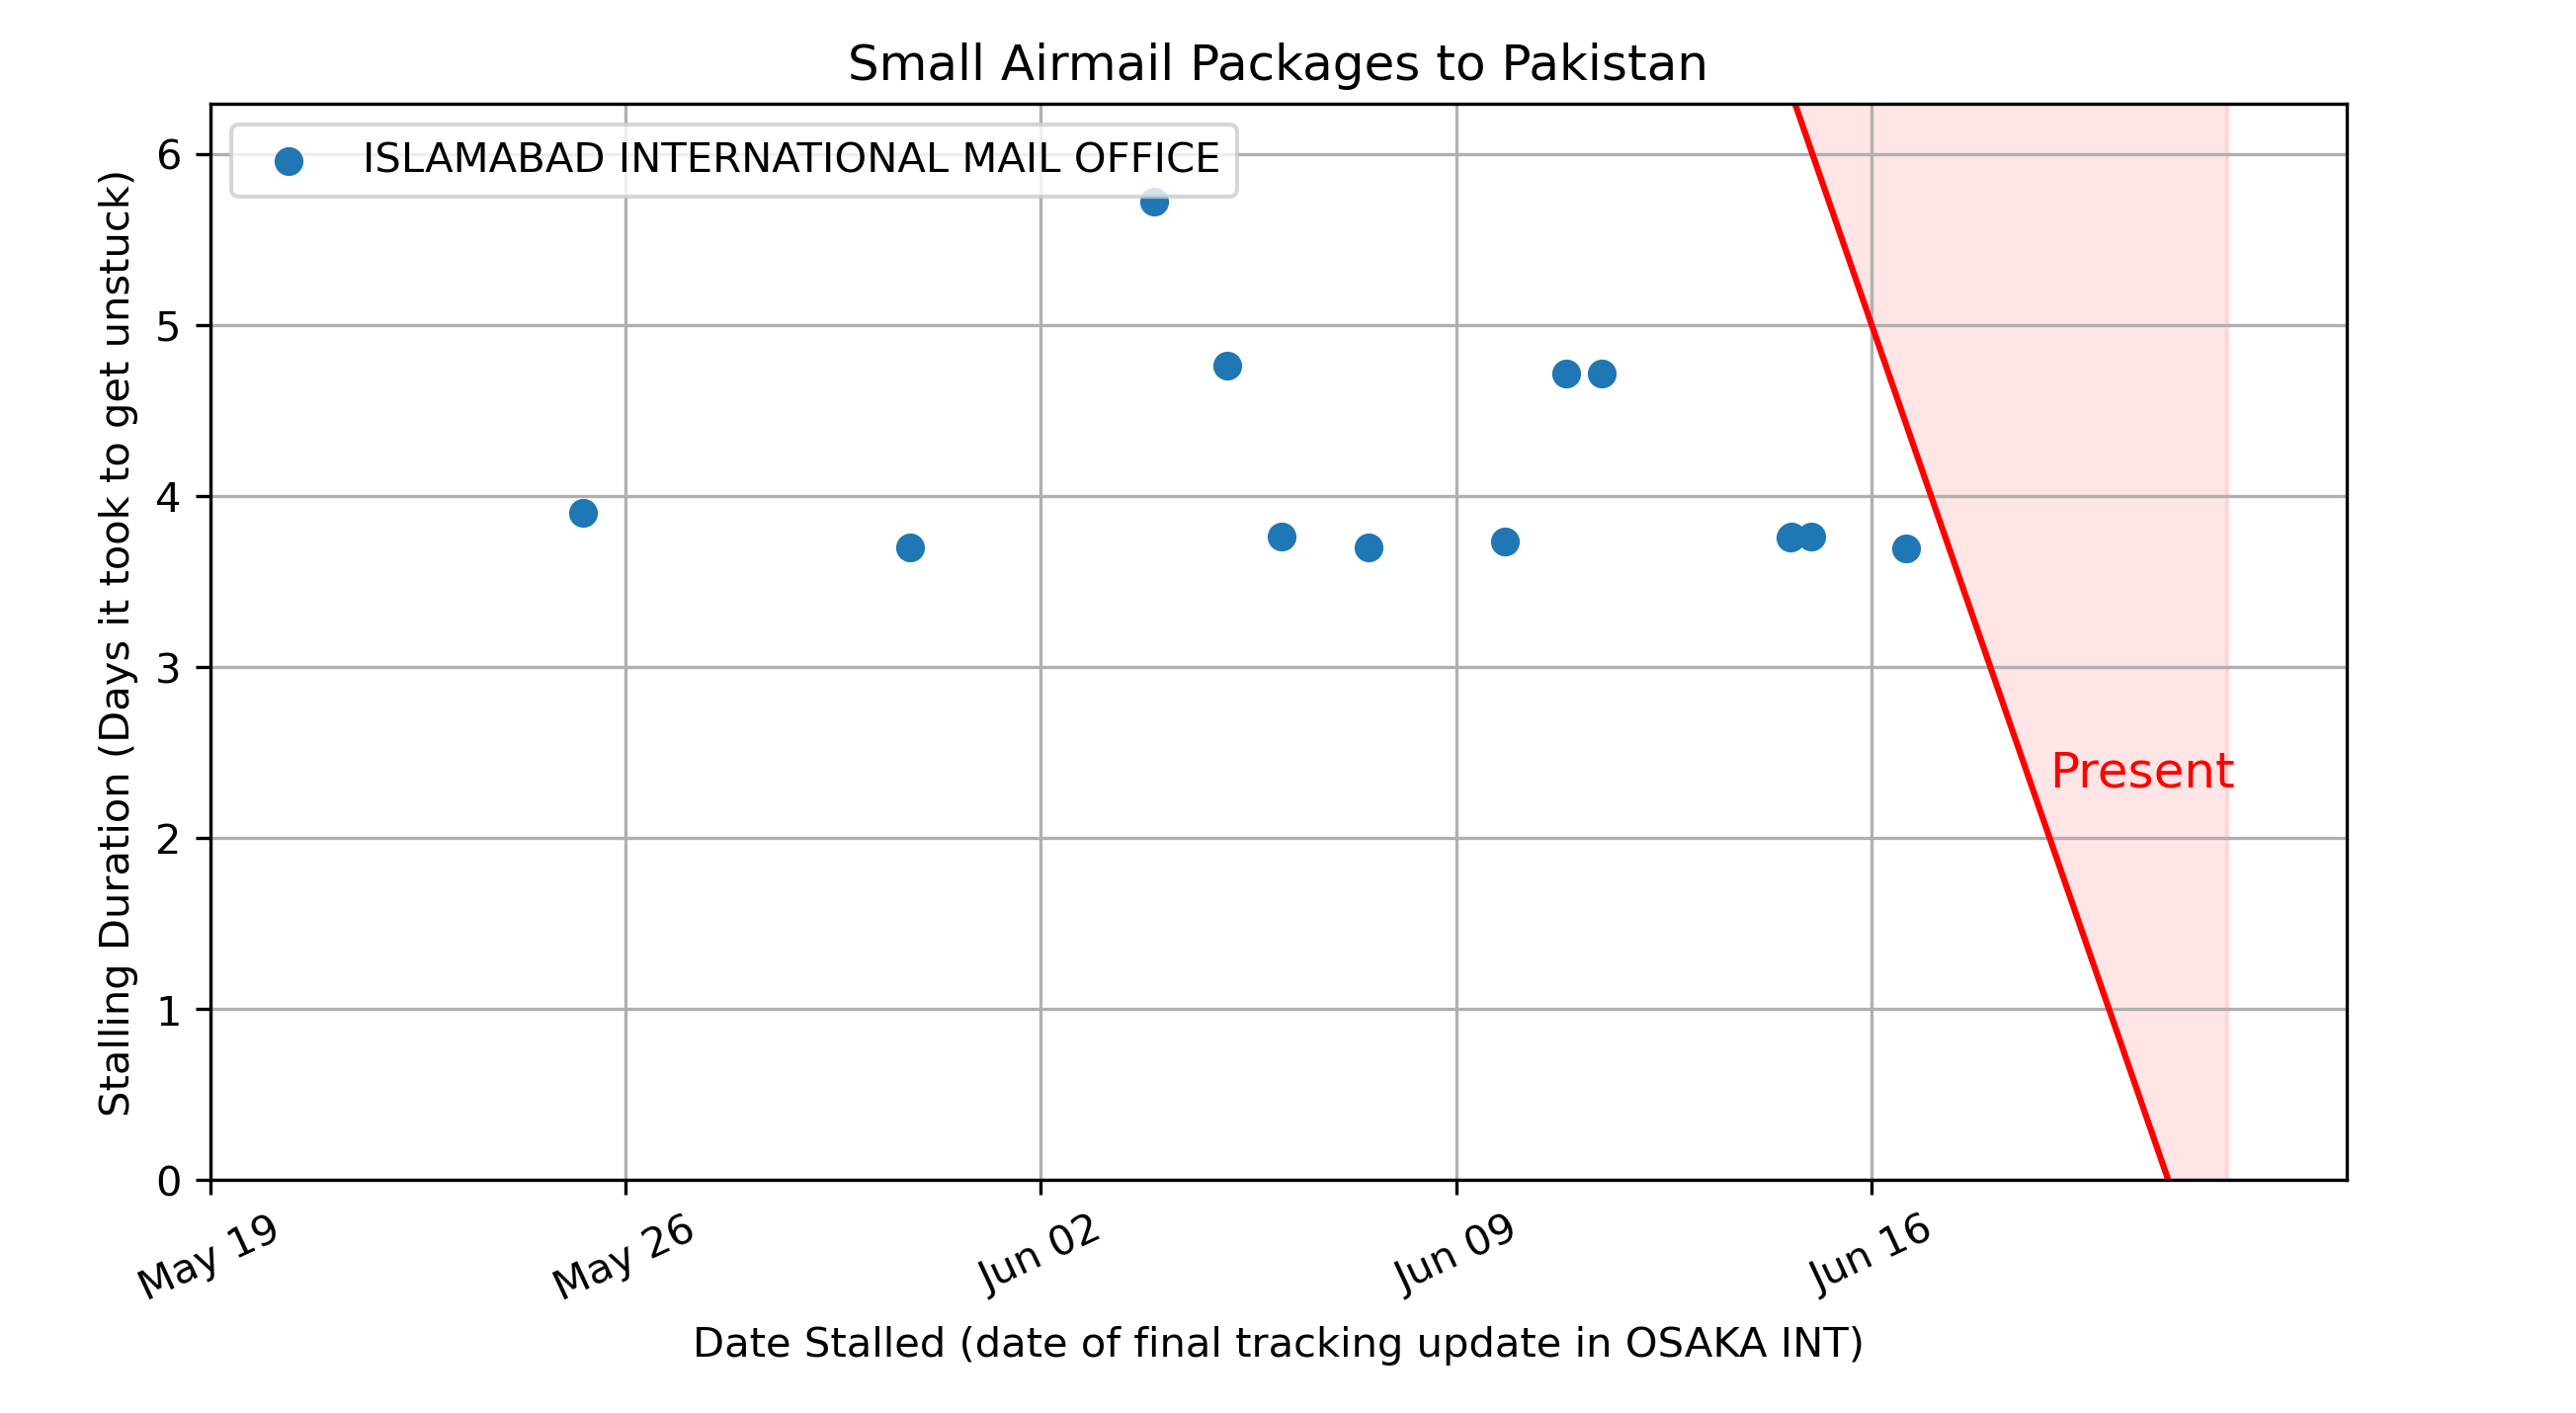 Small Airmail Packages to Pakistan
ISLAMABAD INTERNATIONAL MAIL OFFICE
Stalling Duration (Days it took to get unstuck)
6
5
4
3
2
1
0
Present
May 19
May 26
Jun 02
Jun 09
Jun 16
Date Stalled (date of final tracking update in OSAKA INT)